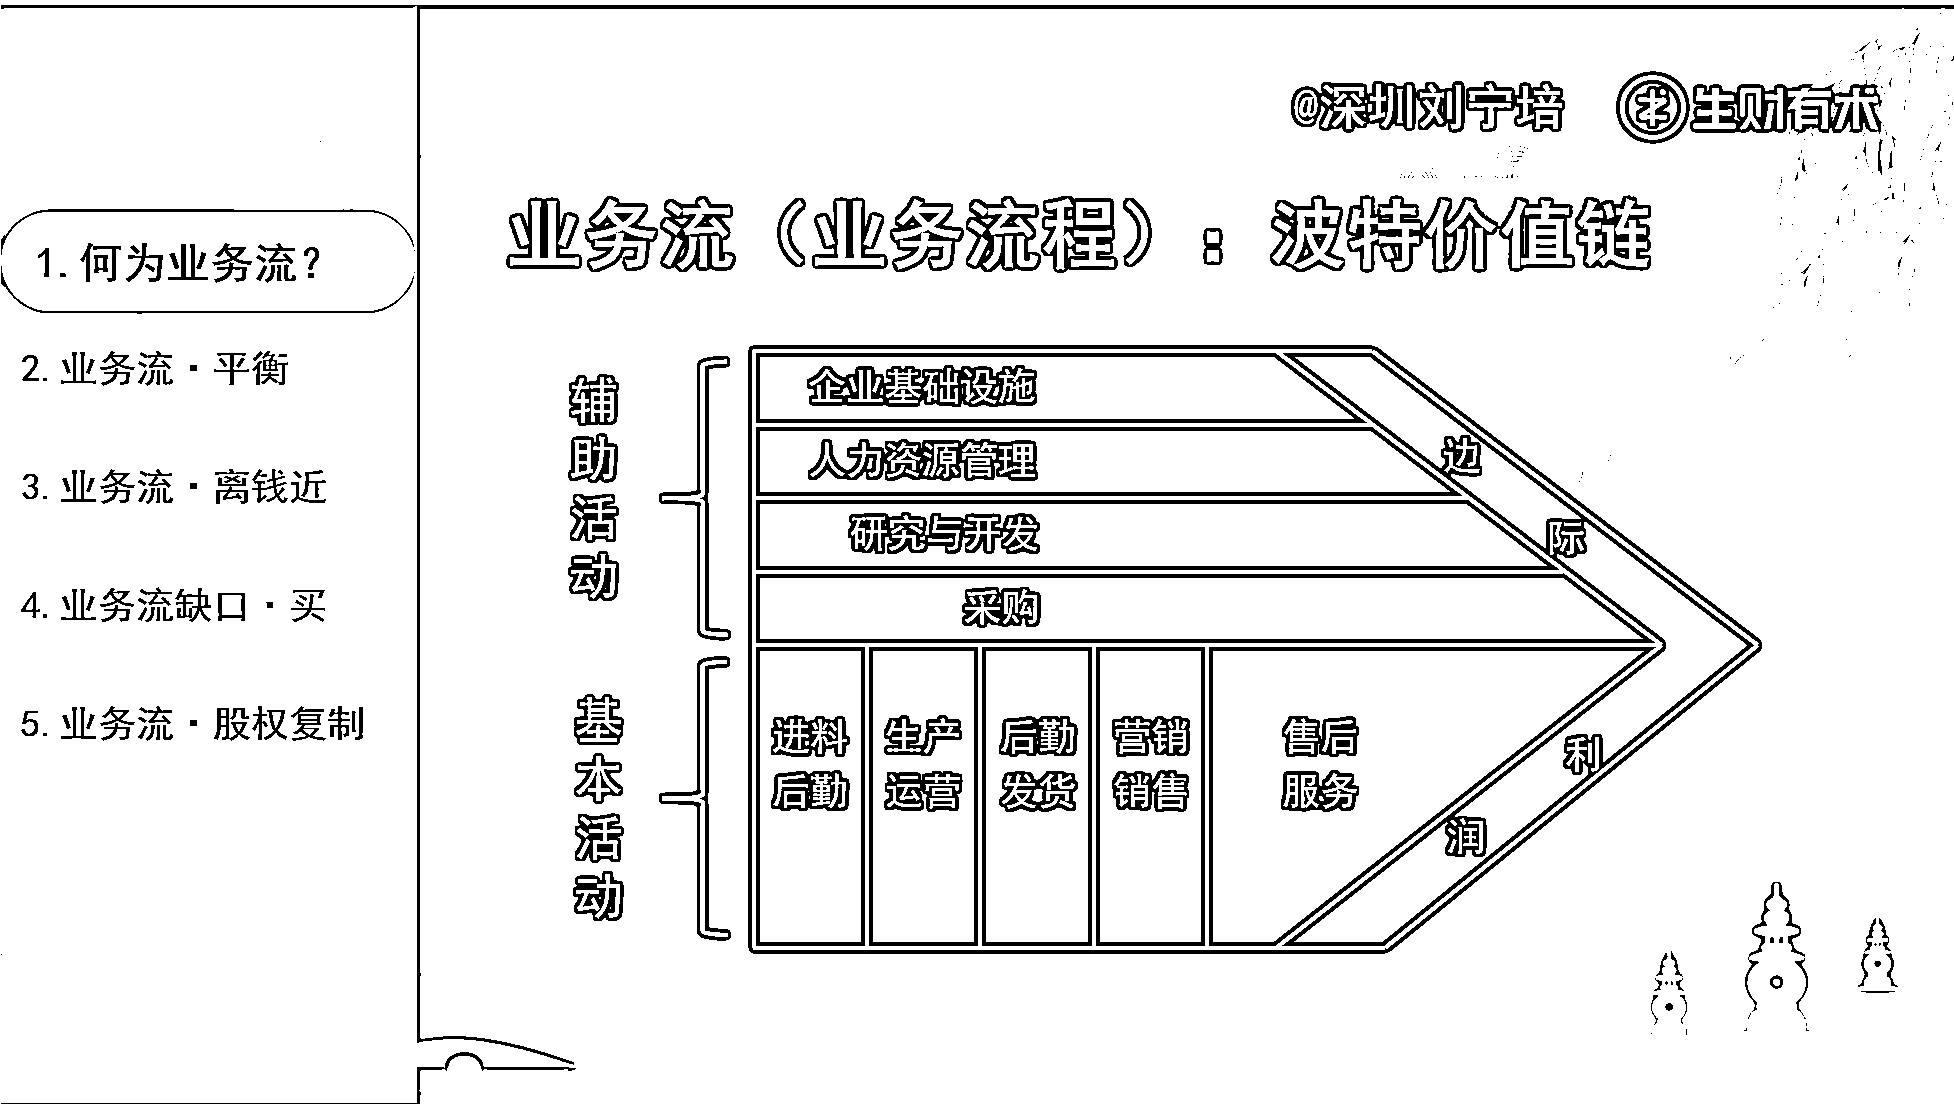 @深圳刘宁培
生财有术
1.何为业务流？
2.业务流·平衡
3.业务流·离钱近
4.业务流缺口·买
5.业务流·股权复制
业务流（业务流程）：波特价值链
辅助活动
企业基础设施
人力资源管理
研究与开发
采购
基本活动
进料
后勤
生产
运营
后勤
发货
营销
销售
售后
服务
边际
利润